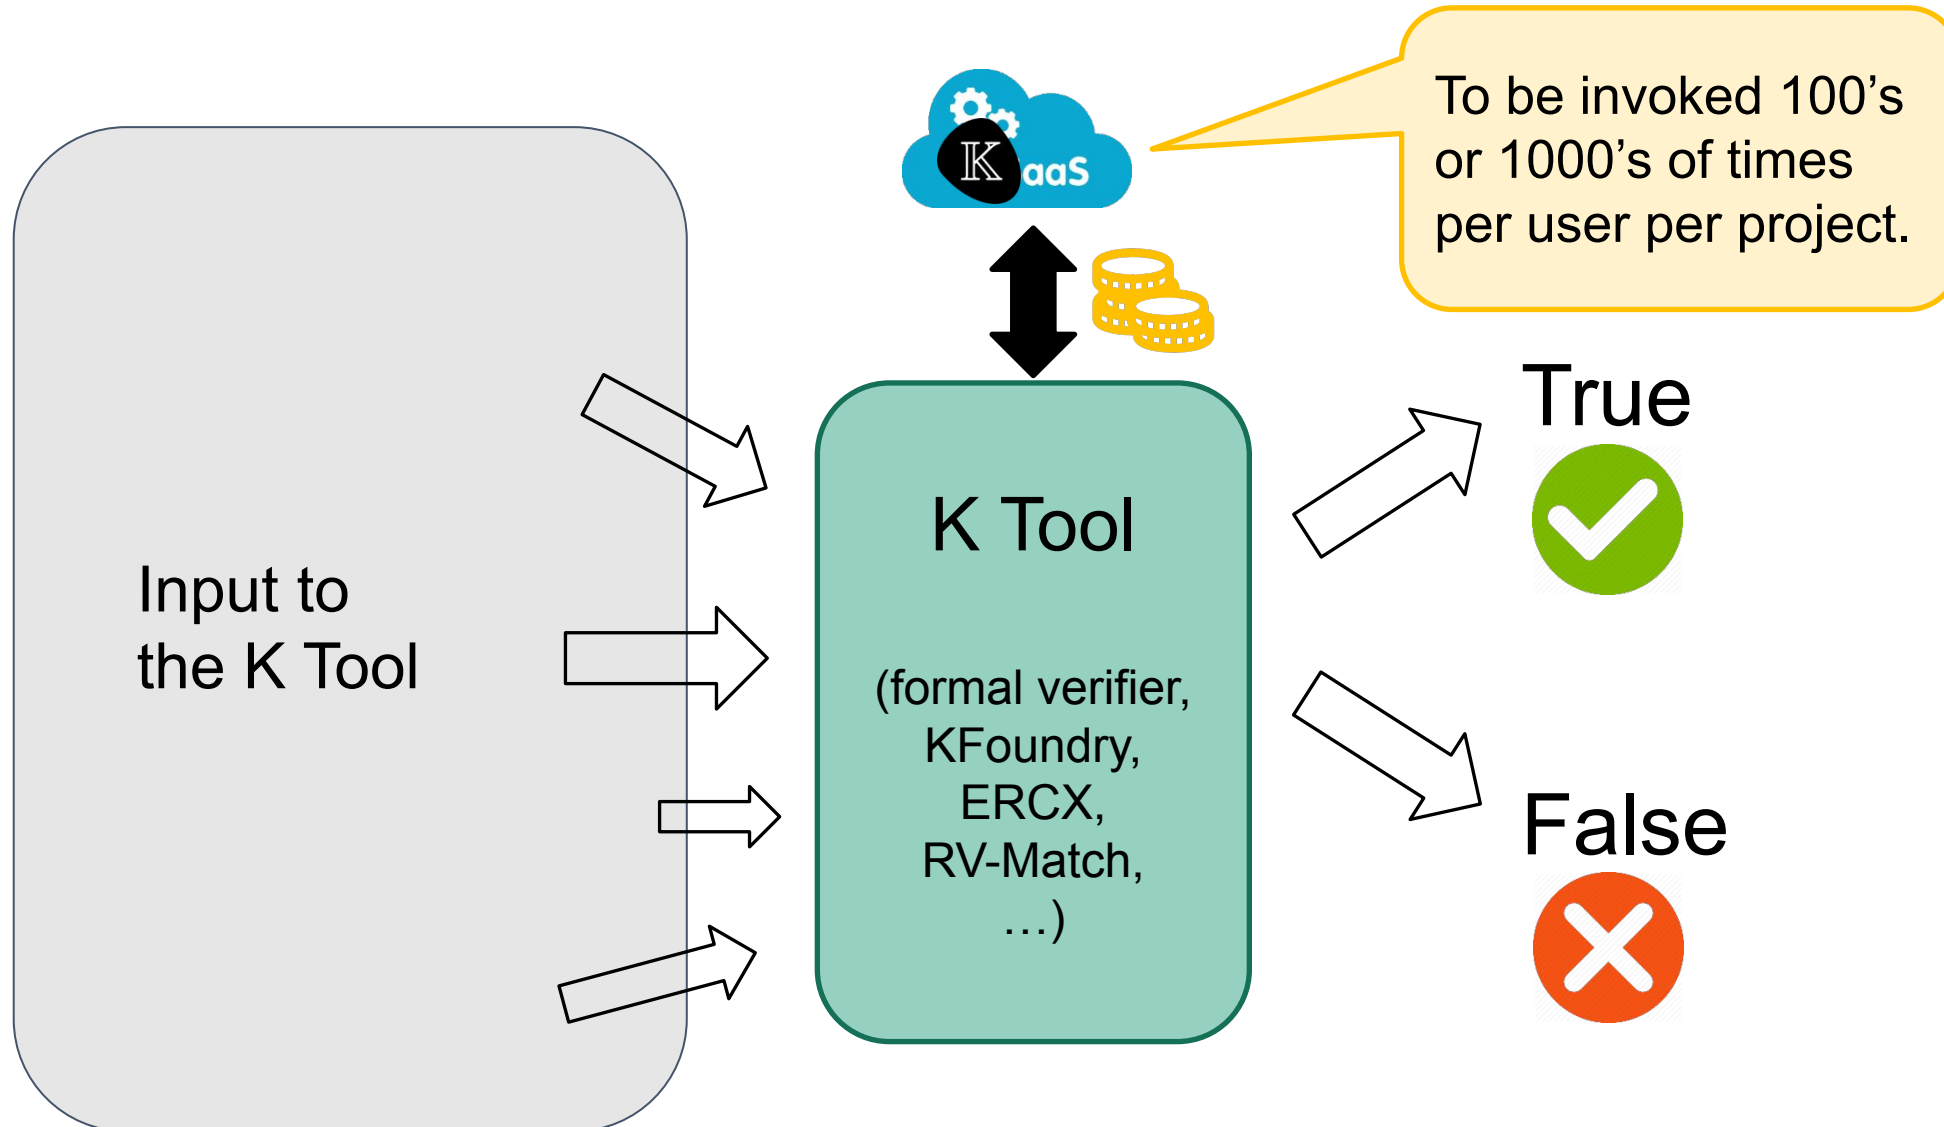 To be invoked 100’s
or 1000’s of times
per user per project.
𝕂 aaS
Input to
the K Tool
K Tool
(formal verifier,
KFoundry,
ERCX,
RV-Match,
…)
True
False